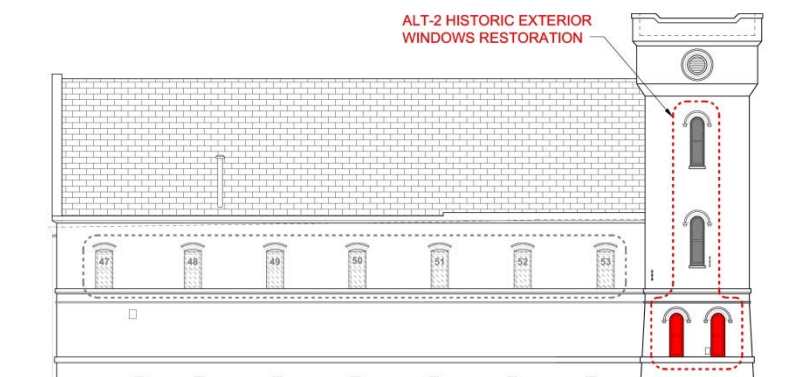 ALT-2 HISTORIC EXTERIOR
WINDOWS RESTORATION
47 48 49 50 51 52 53